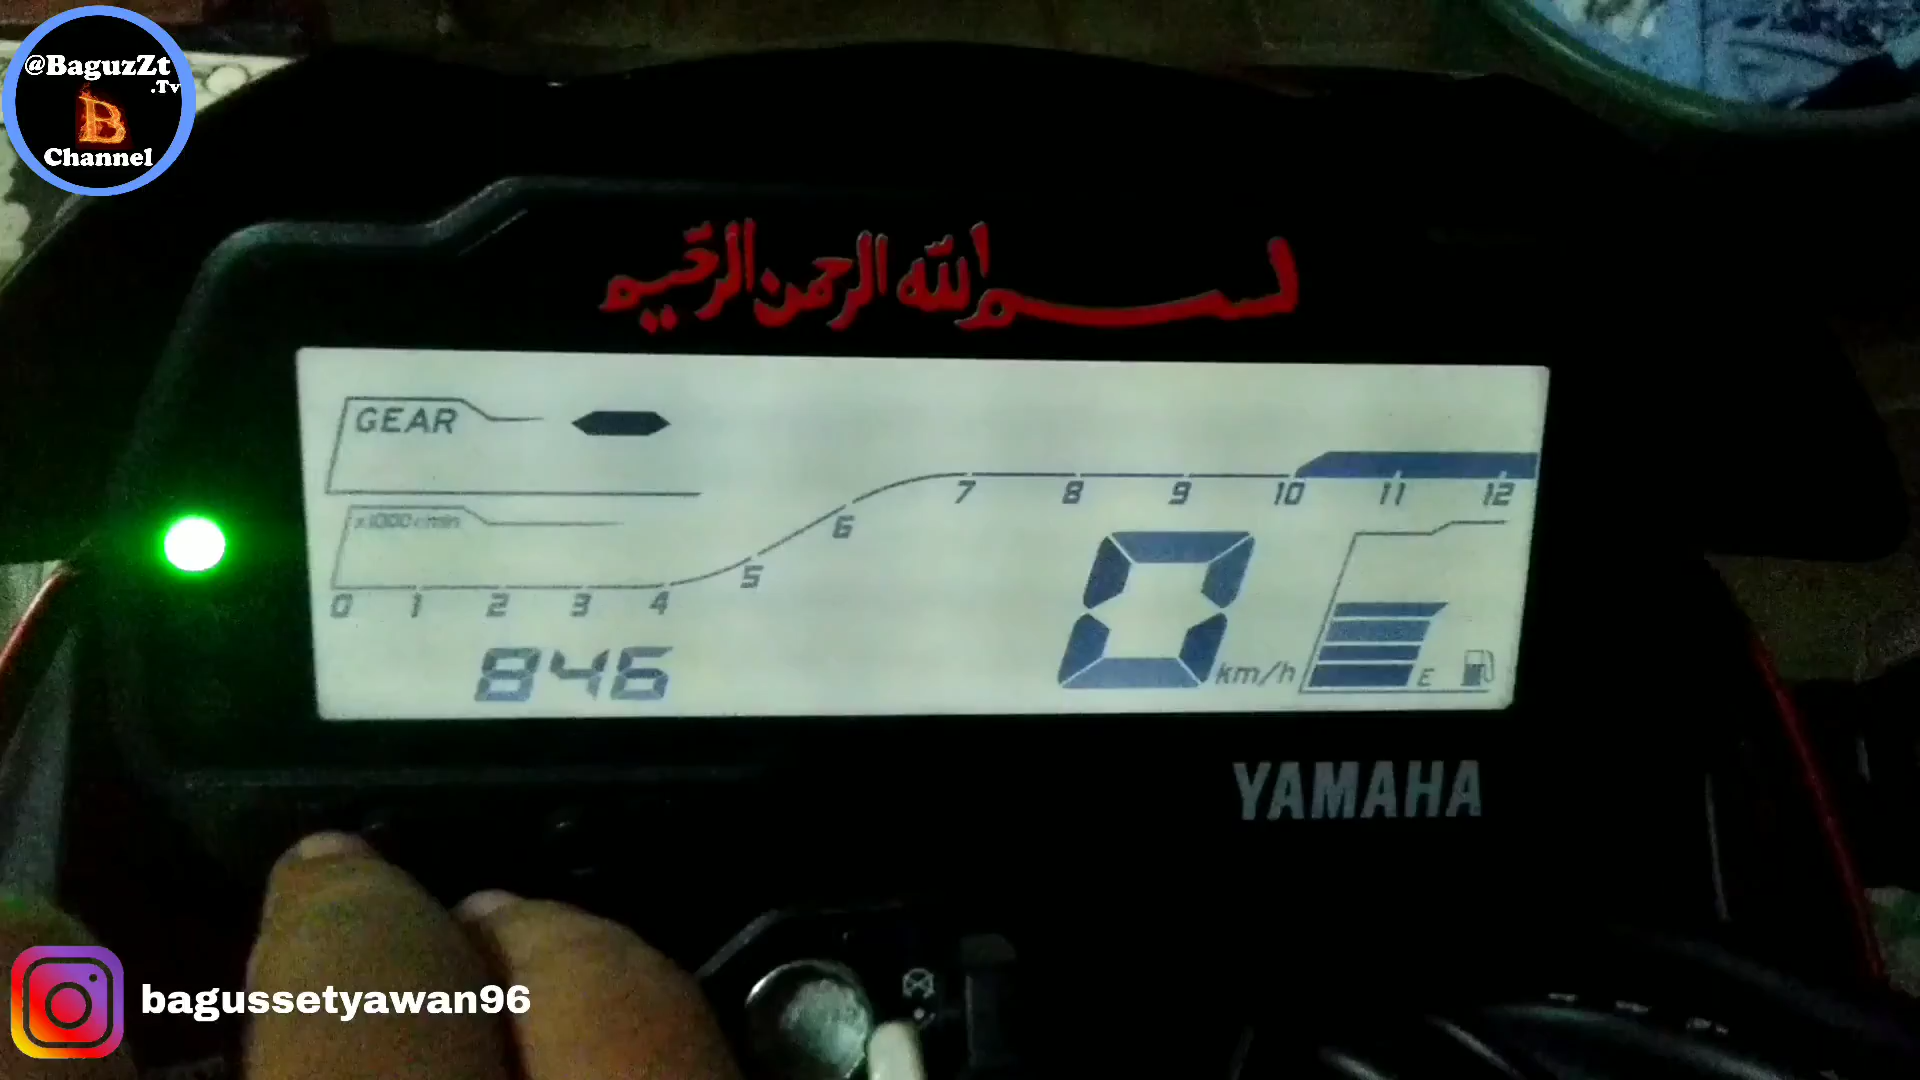 @BaguzZt
.Tv
B
Channel
بسم الله الرحمن الرحيم
GEAR
x1000 r/min
0 1 2 3 4 5 6 7 8 9 10 11 12
846
0 km/h
E
YAMAHA
bagussetyawan96